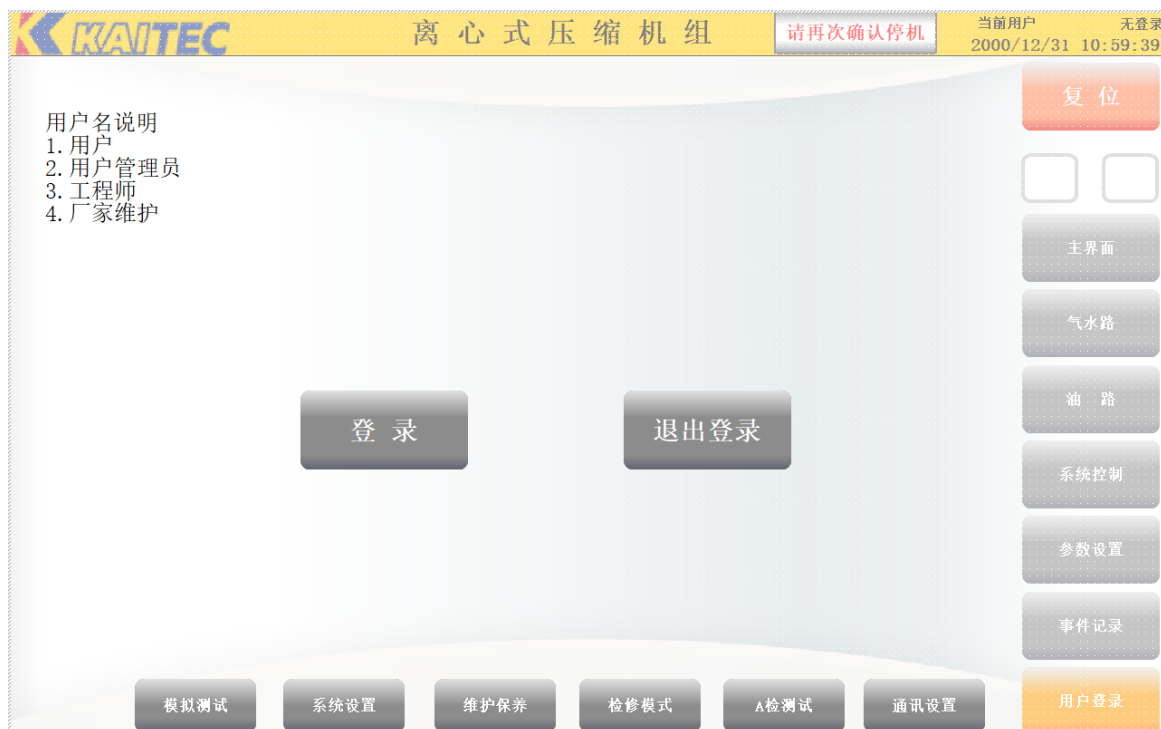 KAITEC
离心式压缩机组
请再次确认停机
当前用户 无登录
2000/12/31 10:59:39
复 位
用户名说明
1.用户
2.用户管理员
3.工程师
4.厂家维护
主界面
气水路
油 路
登 录
退出登录
系统控制
参数设置
事件记录
模拟测试
系统设置
维护保养
检修模式
A检测试
通讯设置
用户登录